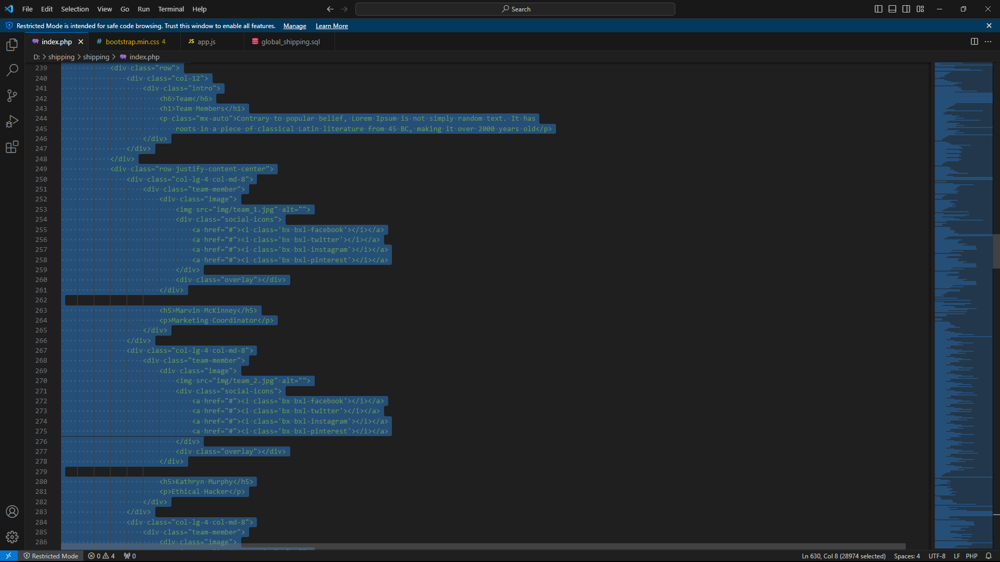 File Edit Selection View Go Run Terminal Help Search
Restricted Mode is intended for safe code browsing. Trust this window to enable all features. Manage Learn More
index.php # bootstrap.min.css 4 JS app.js global_shipping.sql
D: > shipping > shipping > index.php
239 <div class="row">
240 <div class="col-12">
241 <div class="intro">
242 <h6>Team</h6>
243 <h1>Team Members</h1>
244 <p class="mx-auto">Contrary to popular belief, Lorem Ipsum is not simply random text. It has
245 roots in a piece of classical Latin literature from 45 BC, making it over 2000 years old</p>
246 </div>
247 </div>
248 </div>
249 <div class="row justify-content-center">
250 <div class="col-lg-4 col-md-8">
251 <div class="team-member">
252 <div class="image">
253 <img src="img/team_1.jpg" alt="">
254 <div class="social-icons">
255 <a href="#"><i class='bx bxl-facebook'></i></a>
256 <a href="#"><i class='bx bxl-twitter'></i></a>
257 <a href="#"><i class='bx bxl-instagram'></i></a>
258 <a href="#"><i class='bx bxl-pinterest'></i></a>
259 </div>
260 <div class="overlay"></div>
261 </div>
262
263 <h5>Marvin McKinney</h5>
264 <p>Marketing Coordinator</p>
265 </div>
266 </div>
267 <div class="col-lg-4 col-md-8">
268 <div class="team-member">
269 <div class="image">
270 <img src="img/team_2.jpg" alt="">
271 <div class="social-icons">
272 <a href="#"><i class='bx bxl-facebook'></i></a>
273 <a href="#"><i class='bx bxl-twitter'></i></a>
274 <a href="#"><i class='bx bxl-instagram'></i></a>
275 <a href="#"><i class='bx bxl-pinterest'></i></a>
276 </div>
277 <div class="overlay"></div>
278 </div>
279
280 <h5>Kathryn Murphy</h5>
281 <p>Ethical Hacker</p>
282 </div>
283 </div>
284 <div class="col-lg-4 col-md-8">
285 <div class="team-member">
286 <div class="image">
Restricted Mode 0 4 0 Ln 630, Col 8 (28974 selected) Spaces: 4 UTF-8 LF PHP